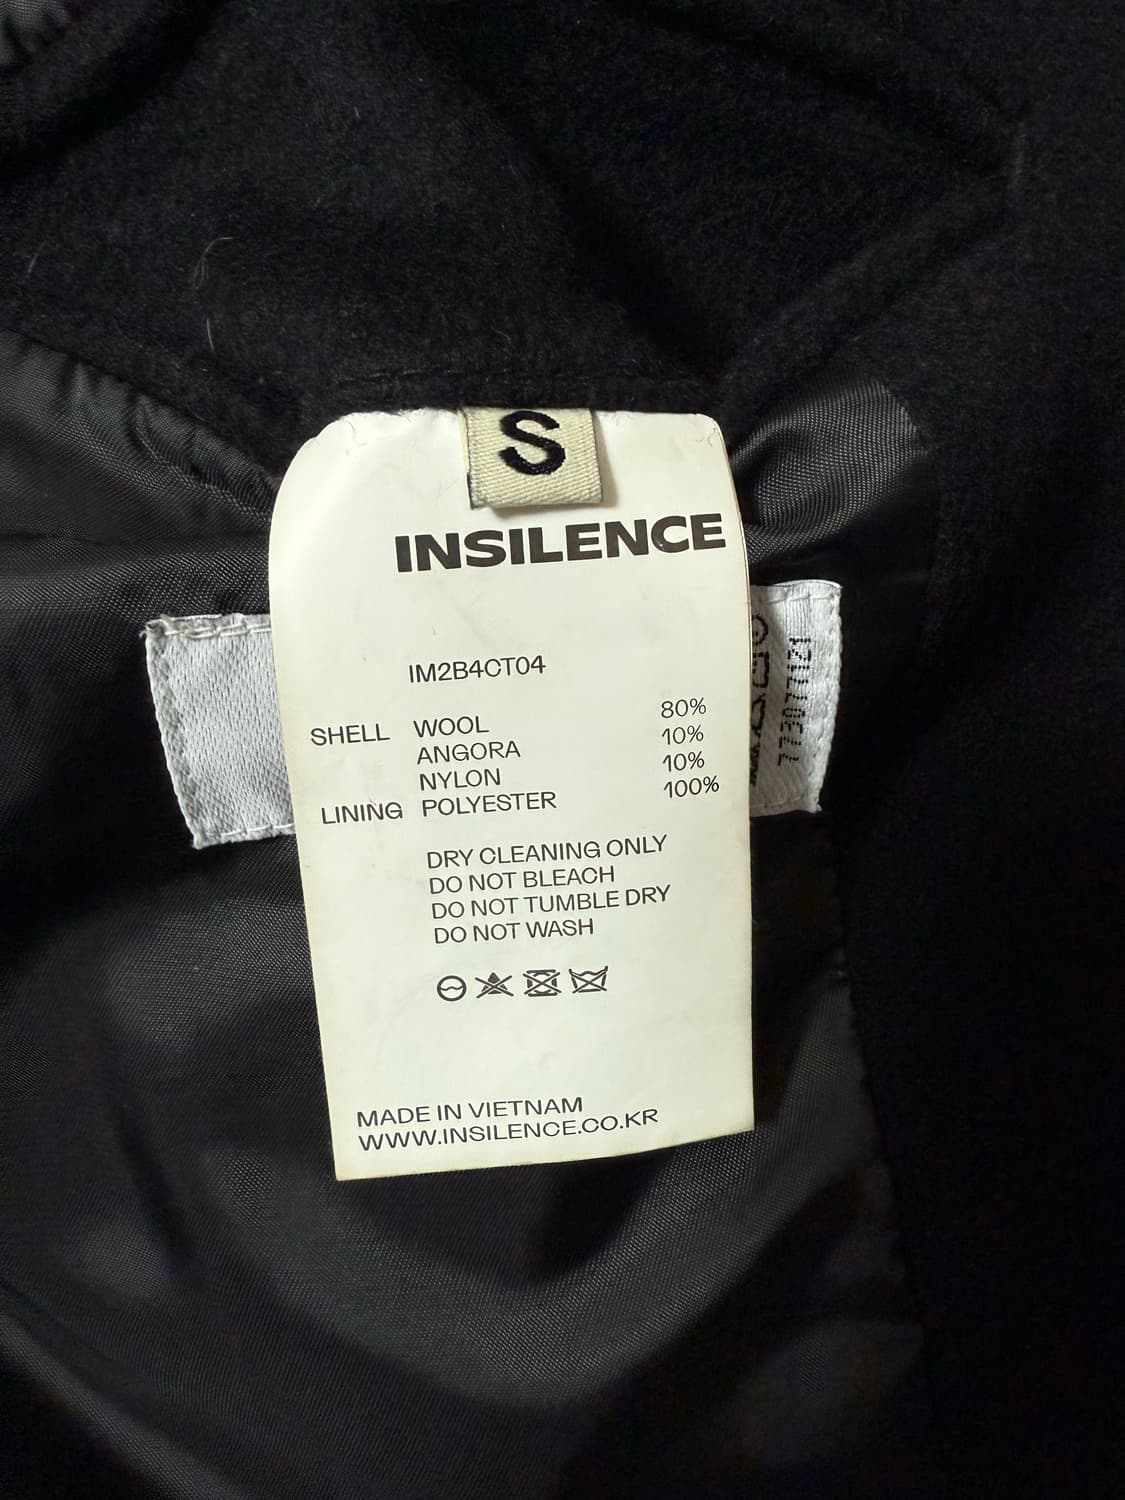 S
INSILENCE
IM2B4CT04
SHELL WOOL 80%
ANGORA 10%
NYLON 10%
LINING POLYESTER 100%
DRY CLEANING ONLY
DO NOT BLEACH
DO NOT TUMBLE DRY
DO NOT WASH
MADE IN VIETNAM
WWW.INSILENCE.CO.KR